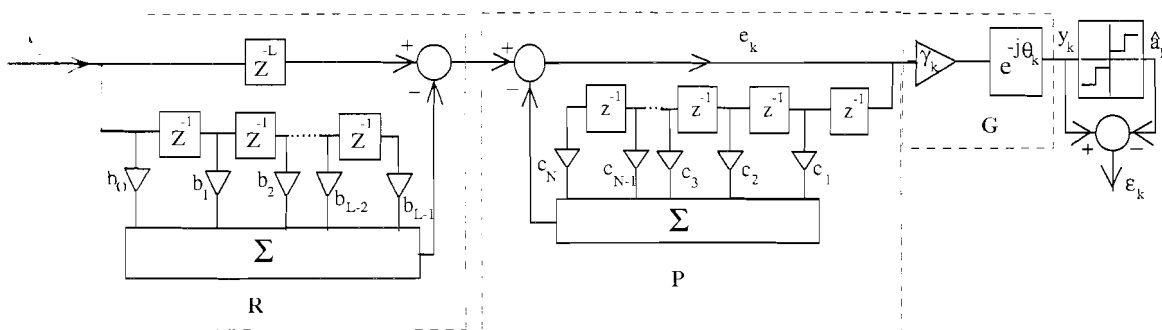 e_k y_k â
z^-L + − + − γ_k e^-jθ_k
z^-1 z^-1 z^-1 z^-1 z^-1 z^-1 z^-1 G + −
b_0 b_1 b_2 b_L-2 b_L-1 c_N c_N-1 c_3 c_2 c_1 ε_k
Σ Σ
R P